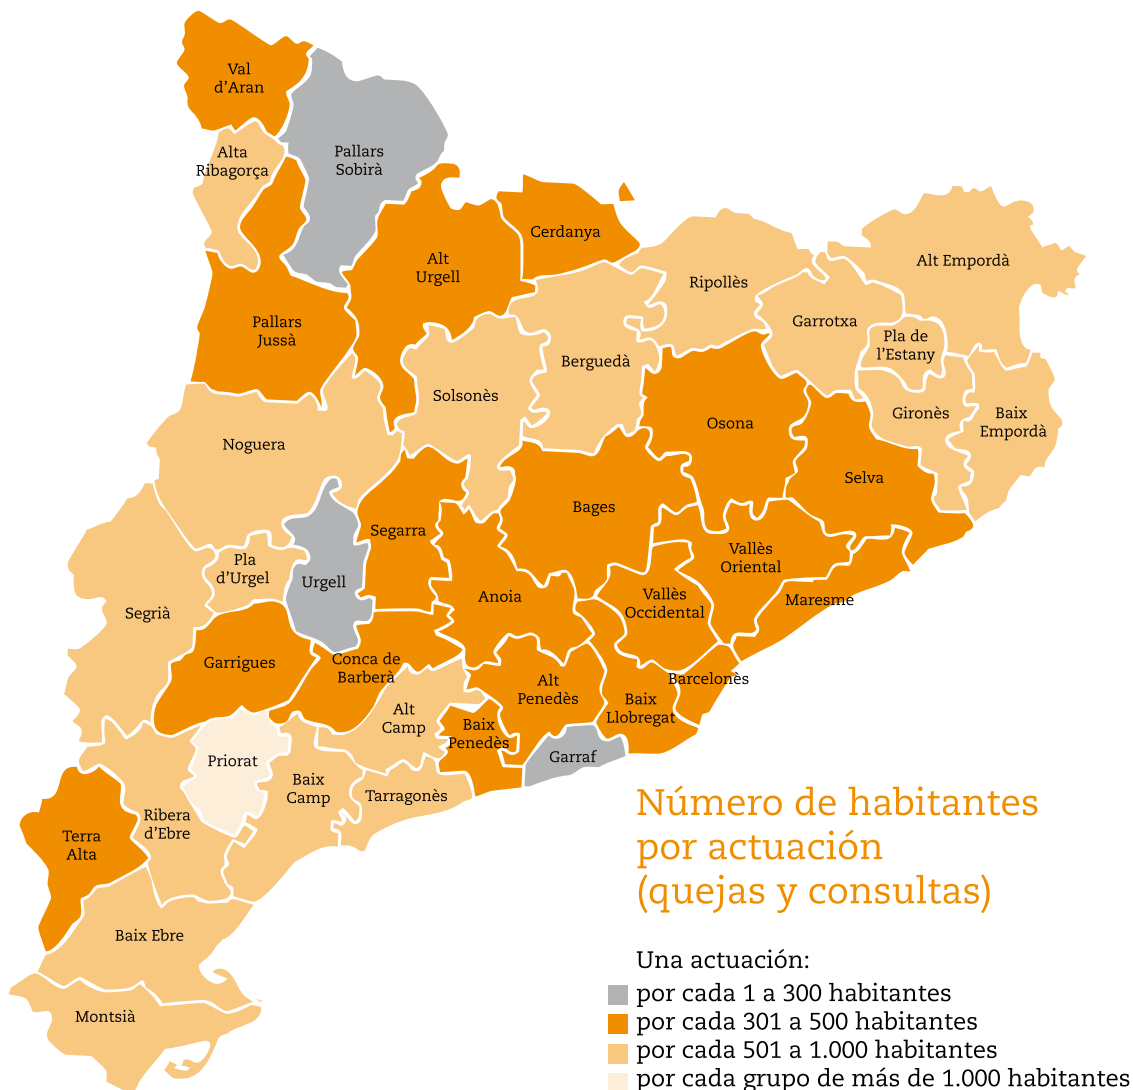 Val
d'Aran
Alta
Ribagorça
Pallars
Sobirà
Cerdanya
Alt
Urgell
Alt Empordà
Ripollès
Garrotxa
Pallars
Jussà
Pla de
l'Estany
Berguedà
Solsonès
Gironès
Baix
Empordà
Osona
Noguera
Selva
Bages
Segarra
Vallès
Oriental
Pla
d'Urgel
Urgell
Anoia
Vallès
Occidental
Maresme
Segrià
Garrigues
Conca de
Barberà
Barcelonès
Alt
Penedès
Baix
Llobregat
Alt
Camp
Baix
Penedès
Garraf
Priorat
Baix
Camp
Tarragonès
Ribera
d'Ebre
Terra
Alta
Baix Ebre
Montsià
Número de habitantes
por actuación
(quejas y consultas)
Una actuación:
por cada 1 a 300 habitantes
por cada 301 a 500 habitantes
por cada 501 a 1.000 habitantes
por cada grupo de más de 1.000 habitantes